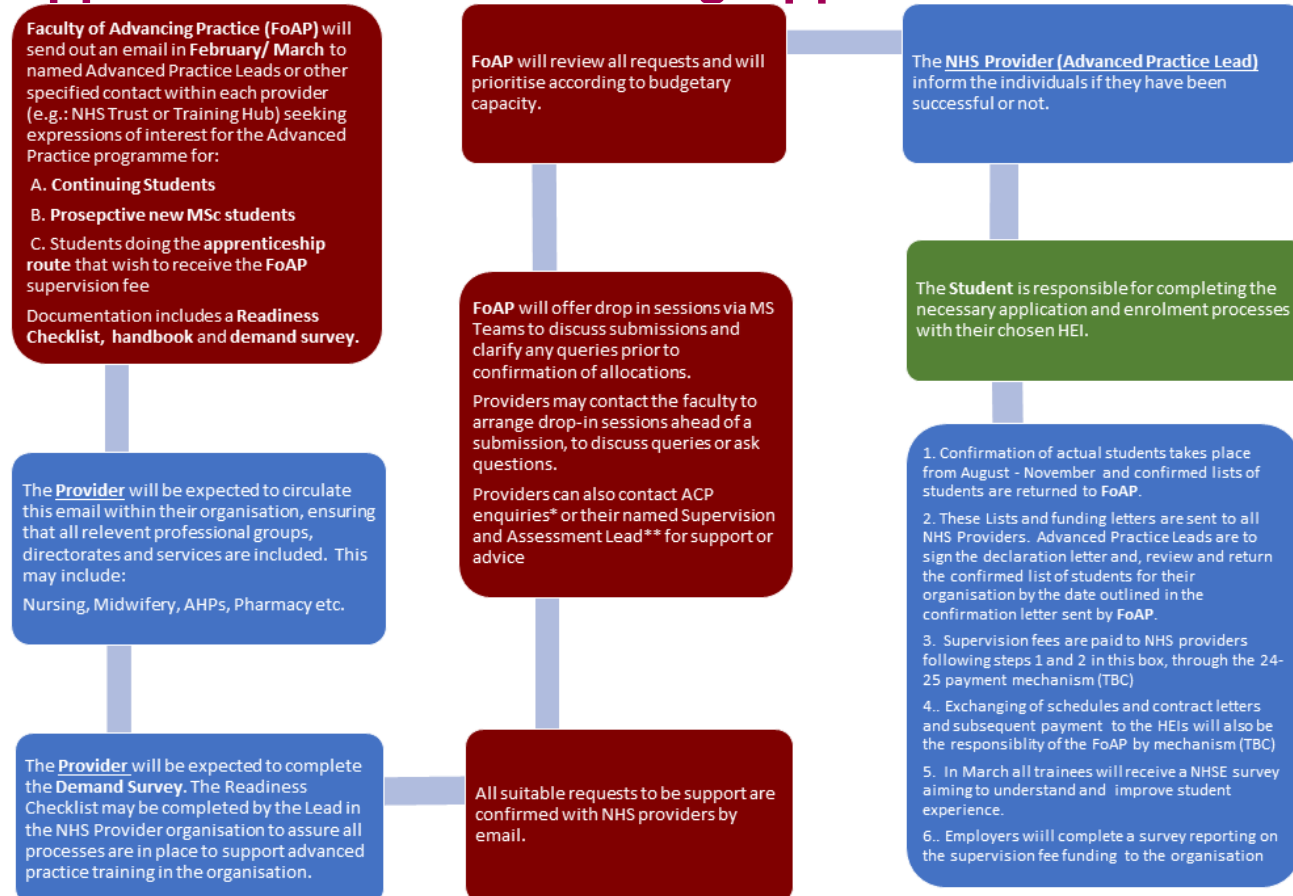 Faculty of Advancing Practice (FoAP) will
send out an email in February/ March to
named Advanced Practice Leads or other
specified contact within each provider
(e.g.: NHS Trust or Training Hub) seeking
expressions of interest for the Advanced
Practice programme for:
A. Continuing Students
B. Prosepctive new MSc students
C. Students doing the apprenticeship
route that wish to receive the FoAP
supervision fee
Documentation includes a Readiness
Checklist, handbook and demand survey.
The Provider will be expected to circulate
this email within their organisation, ensuring
that all relevent professional groups,
directorates and services are included. This
may include:
Nursing, Midwifery, AHPs, Pharmacy etc.
The Provider will be expected to complete
the Demand Survey. The Readiness
Checklist may be completed by the Lead in
the NHS Provider organisation to assure all
processes are in place to support advanced
practice training in the organisation.
All suitable requests to be support are
confirmed with NHS providers by
email.
FoAP will offer drop in sessions via MS
Teams to discuss submissions and
clarify any queries prior to
confirmation of allocations.
Providers may contact the faculty to
arrange drop-in sessions ahead of a
submission, to discuss queries or ask
questions.
Providers can also contact ACP
enquiries* or their named Supervision
and Assessment Lead** for support or
advice
FoAP will review all requests and will
prioritise according to budgetary
capacity.
The NHS Provider (Advanced Practice Lead)
inform the individuals if they have been
successful or not.
The Student is responsible for completing the
necessary application and enrolment processes
with their chosen HEI.
1. Confirmation of actual students takes place
from August - November and confirmed lists of
students are returned to FoAP.
2. These Lists and funding letters are sent to all
NHS Providers. Advanced Practice Leads are to
sign the declaration letter and, review and return
the confirmed list of students for their
organisation by the date outlined in the
confirmation letter sent by FoAP.
3. Supervision fees are paid to NHS providers
following steps 1 and 2 in this box, through the 24-
25 payment mechanism (TBC)
4.. Exchanging of schedules and contract letters
and subsequent payment to the HEIs will also be
the responsiblity of the FoAP by mechanism (TBC)
5. In March all trainees will receive a NHSE survey
aiming to understand and improve student
experience.
6.. Employers wiill complete a survey reporting on
the supervision fee funding to the organisation